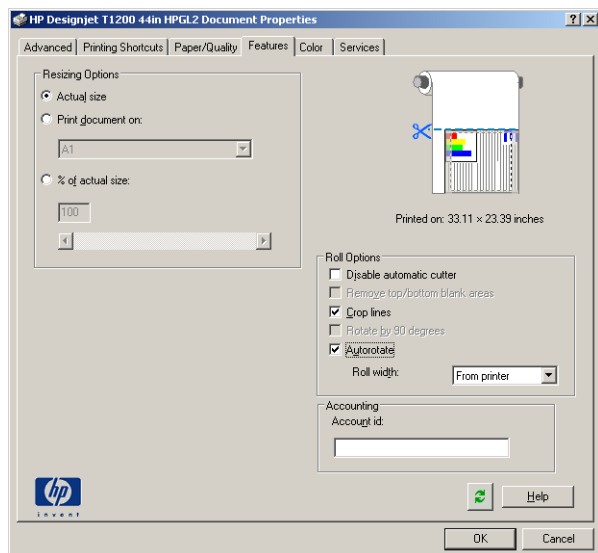 HP Designjet T1200 44in HPGL2 Document Properties
Advanced
Printing Shortcuts
Paper/Quality
Features
Color
Services
Resizing Options
Actual size
Print document on:
A1
% of actual size:
100
Printed on: 33.11 × 23.39 inches
Roll Options
Disable automatic cutter
Remove top/bottom blank areas
Crop lines
Rotate by 90 degrees
Autorotate
Roll width:
From printer
Accounting
Account id:
hp
invent
Help
OK
Cancel